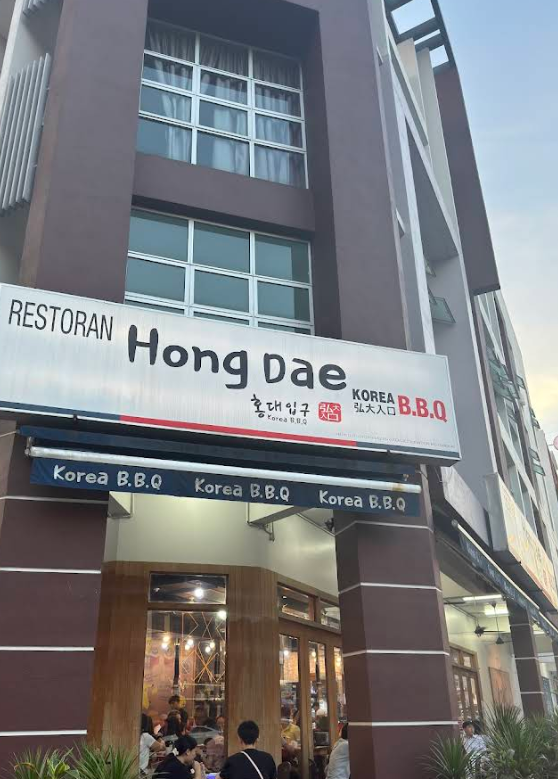 RESTORAN
Hong Dae
홍대입구
Korea B.B.Q
KOREA
弘大入口
B.B.Q
Korea B.B.Q Korea B.B.Q Korea B.B.Q